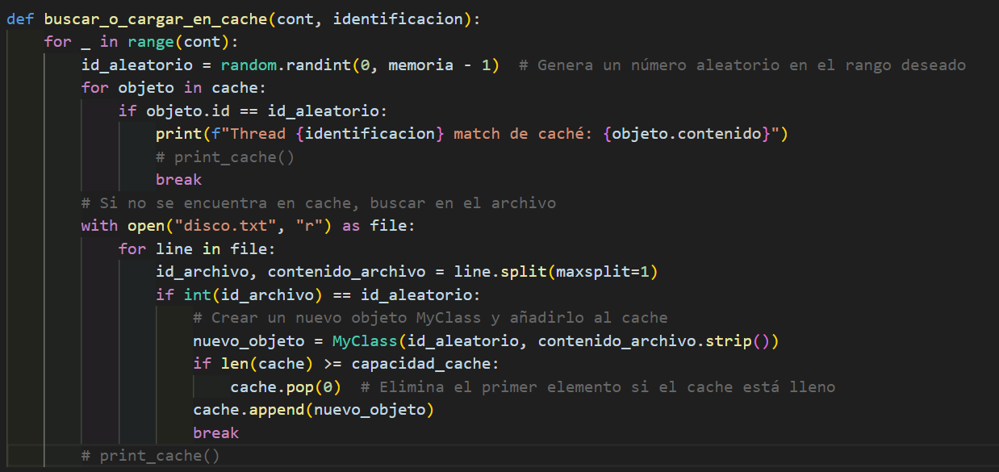 def buscar_o_cargar_en_cache(cont, identificacion):
    for _ in range(cont):
        id_aleatorio = random.randint(0, memoria - 1)  # Genera un número aleatorio en el rango deseado
        for objeto in cache:
            if objeto.id == id_aleatorio:
                print(f"Thread {identificacion} match de caché: {objeto.contenido}")
                # print_cache()
                break
        # Si no se encuentra en cache, buscar en el archivo
        with open("disco.txt", "r") as file:
            for line in file:
                id_archivo, contenido_archivo = line.split(maxsplit=1)
                if int(id_archivo) == id_aleatorio:
                    # Crear un nuevo objeto MyClass y añadirlo al cache
                    nuevo_objeto = MyClass(id_aleatorio, contenido_archivo.strip())
                    if len(cache) >= capacidad_cache:
                        cache.pop(0)  # Elimina el primer elemento si el cache está lleno
                    cache.append(nuevo_objeto)
                    break
        # print_cache()